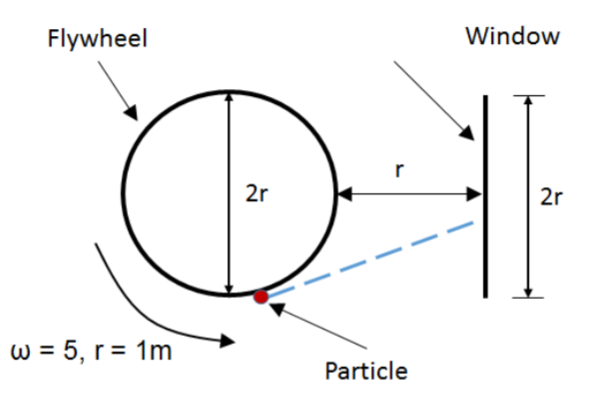 Flywheel
Window
r
2r
2r
ω = 5, r = 1m
Particle